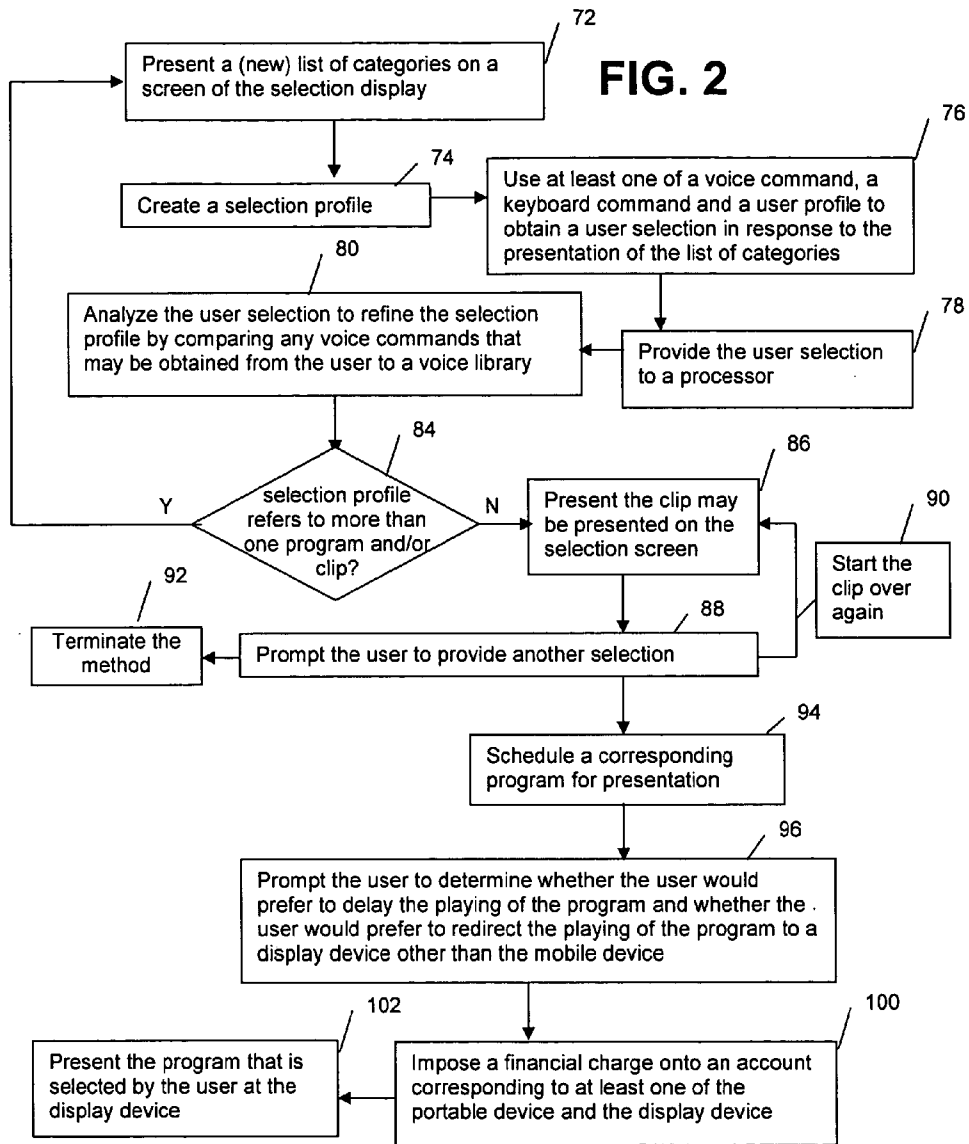 72
Present a (new) list of categories on a
screen of the selection display
FIG. 2
76
74
Create a selection profile
Use at least one of a voice command, a
keyboard command and a user profile to
obtain a user selection in response to the
presentation of the list of categories
80
Analyze the user selection to refine the selection
profile by comparing any voice commands that
may be obtained from the user to a voice library
78
Provide the user selection
to a processor
84
selection profile
refers to more than
one program and/or
clip?
Y
N
86
Present the clip may
be presented on the
selection screen
90
Start the
clip over
again
92
Terminate the
method
88
Prompt the user to provide another selection
94
Schedule a corresponding
program for presentation
96
Prompt the user to determine whether the user would
prefer to delay the playing of the program and whether the
user would prefer to redirect the playing of the program to a
display device other than the mobile device
100
Impose a financial charge onto an account
corresponding to at least one of the
portable device and the display device
102
Present the program that is
selected by the user at the
display device